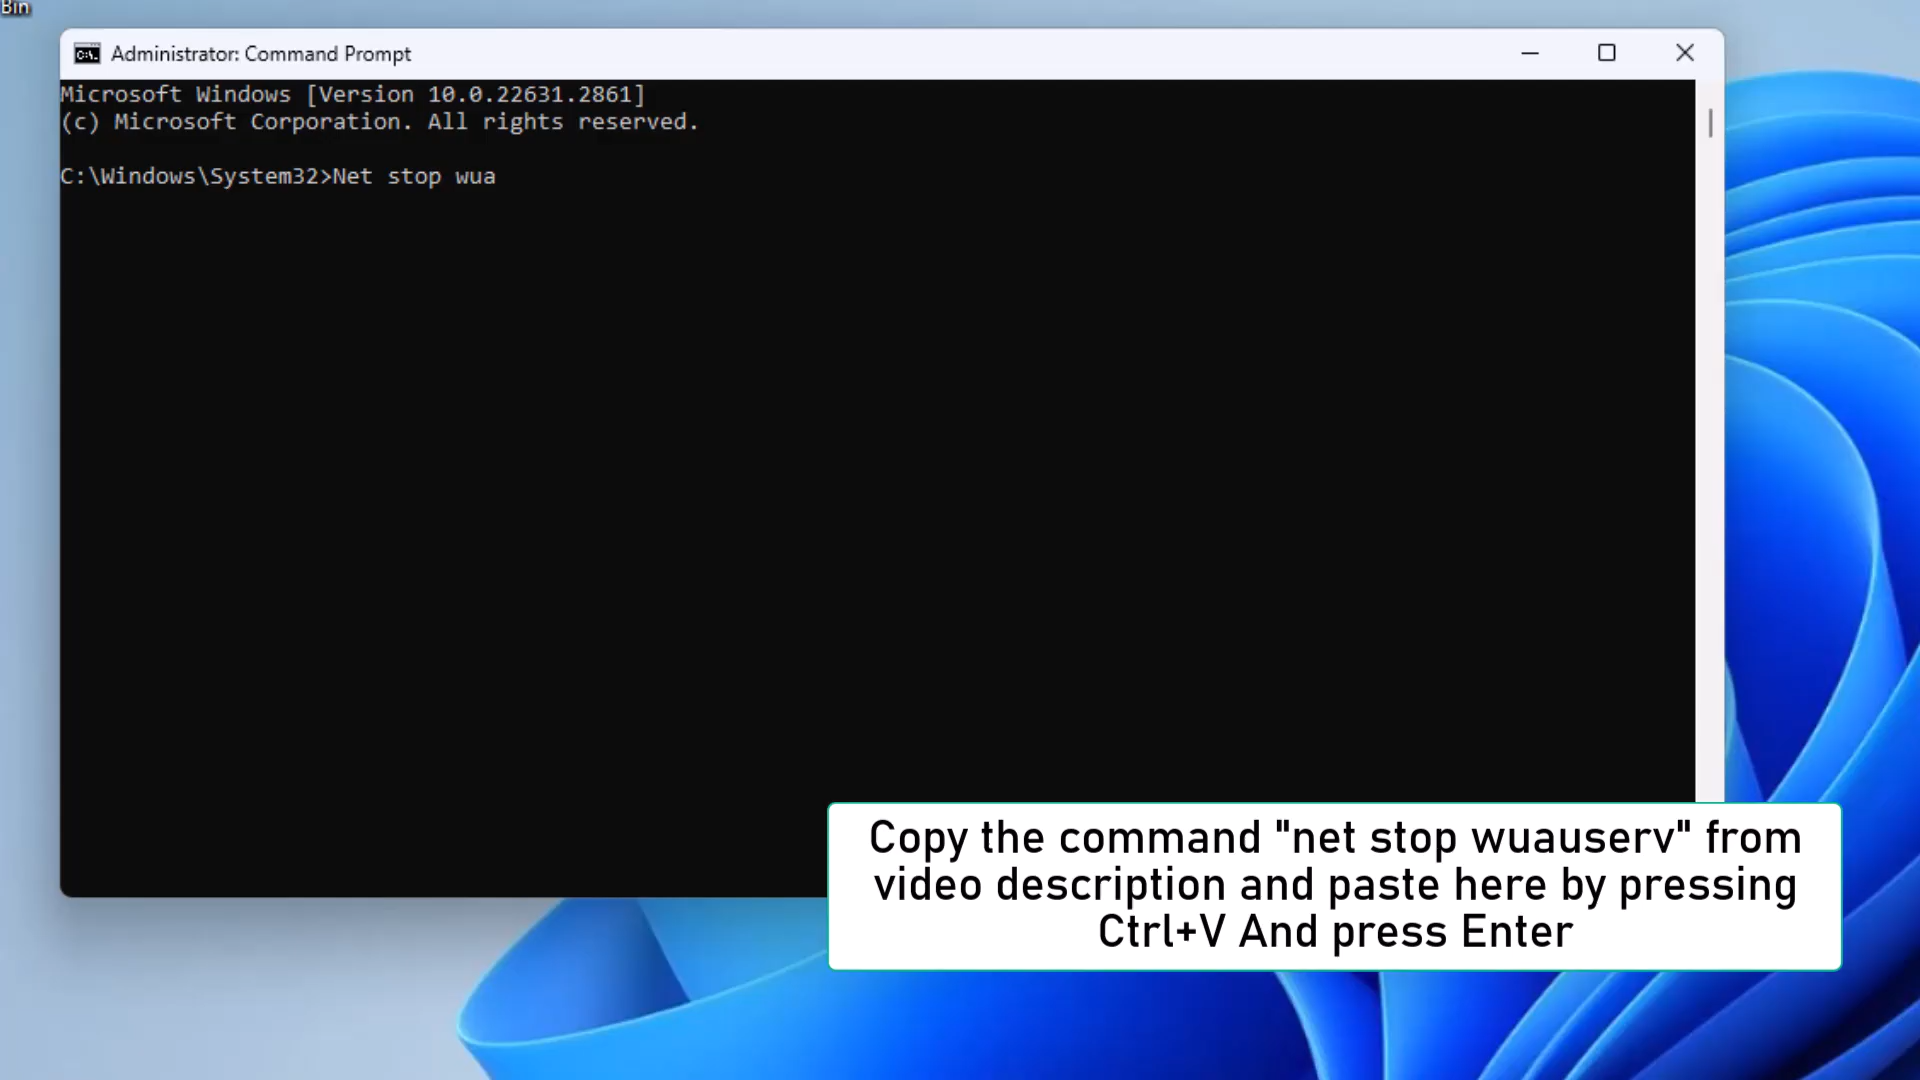 Bin
Administrator: Command Prompt
Microsoft Windows [Version 10.0.22631.2861]
(c) Microsoft Corporation. All rights reserved.
C:\Windows\System32>Net stop wua
Copy the command "net stop wuauserv" from
video description and paste here by pressing
Ctrl+V And press Enter